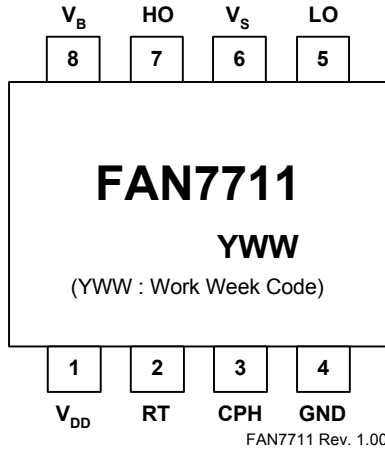 V_B HO V_S LO
8 7 6 5
FAN7711
YWW
(YWW : Work Week Code)
1 2 3 4
V_DD RT CPH GND
FAN7711 Rev. 1.00